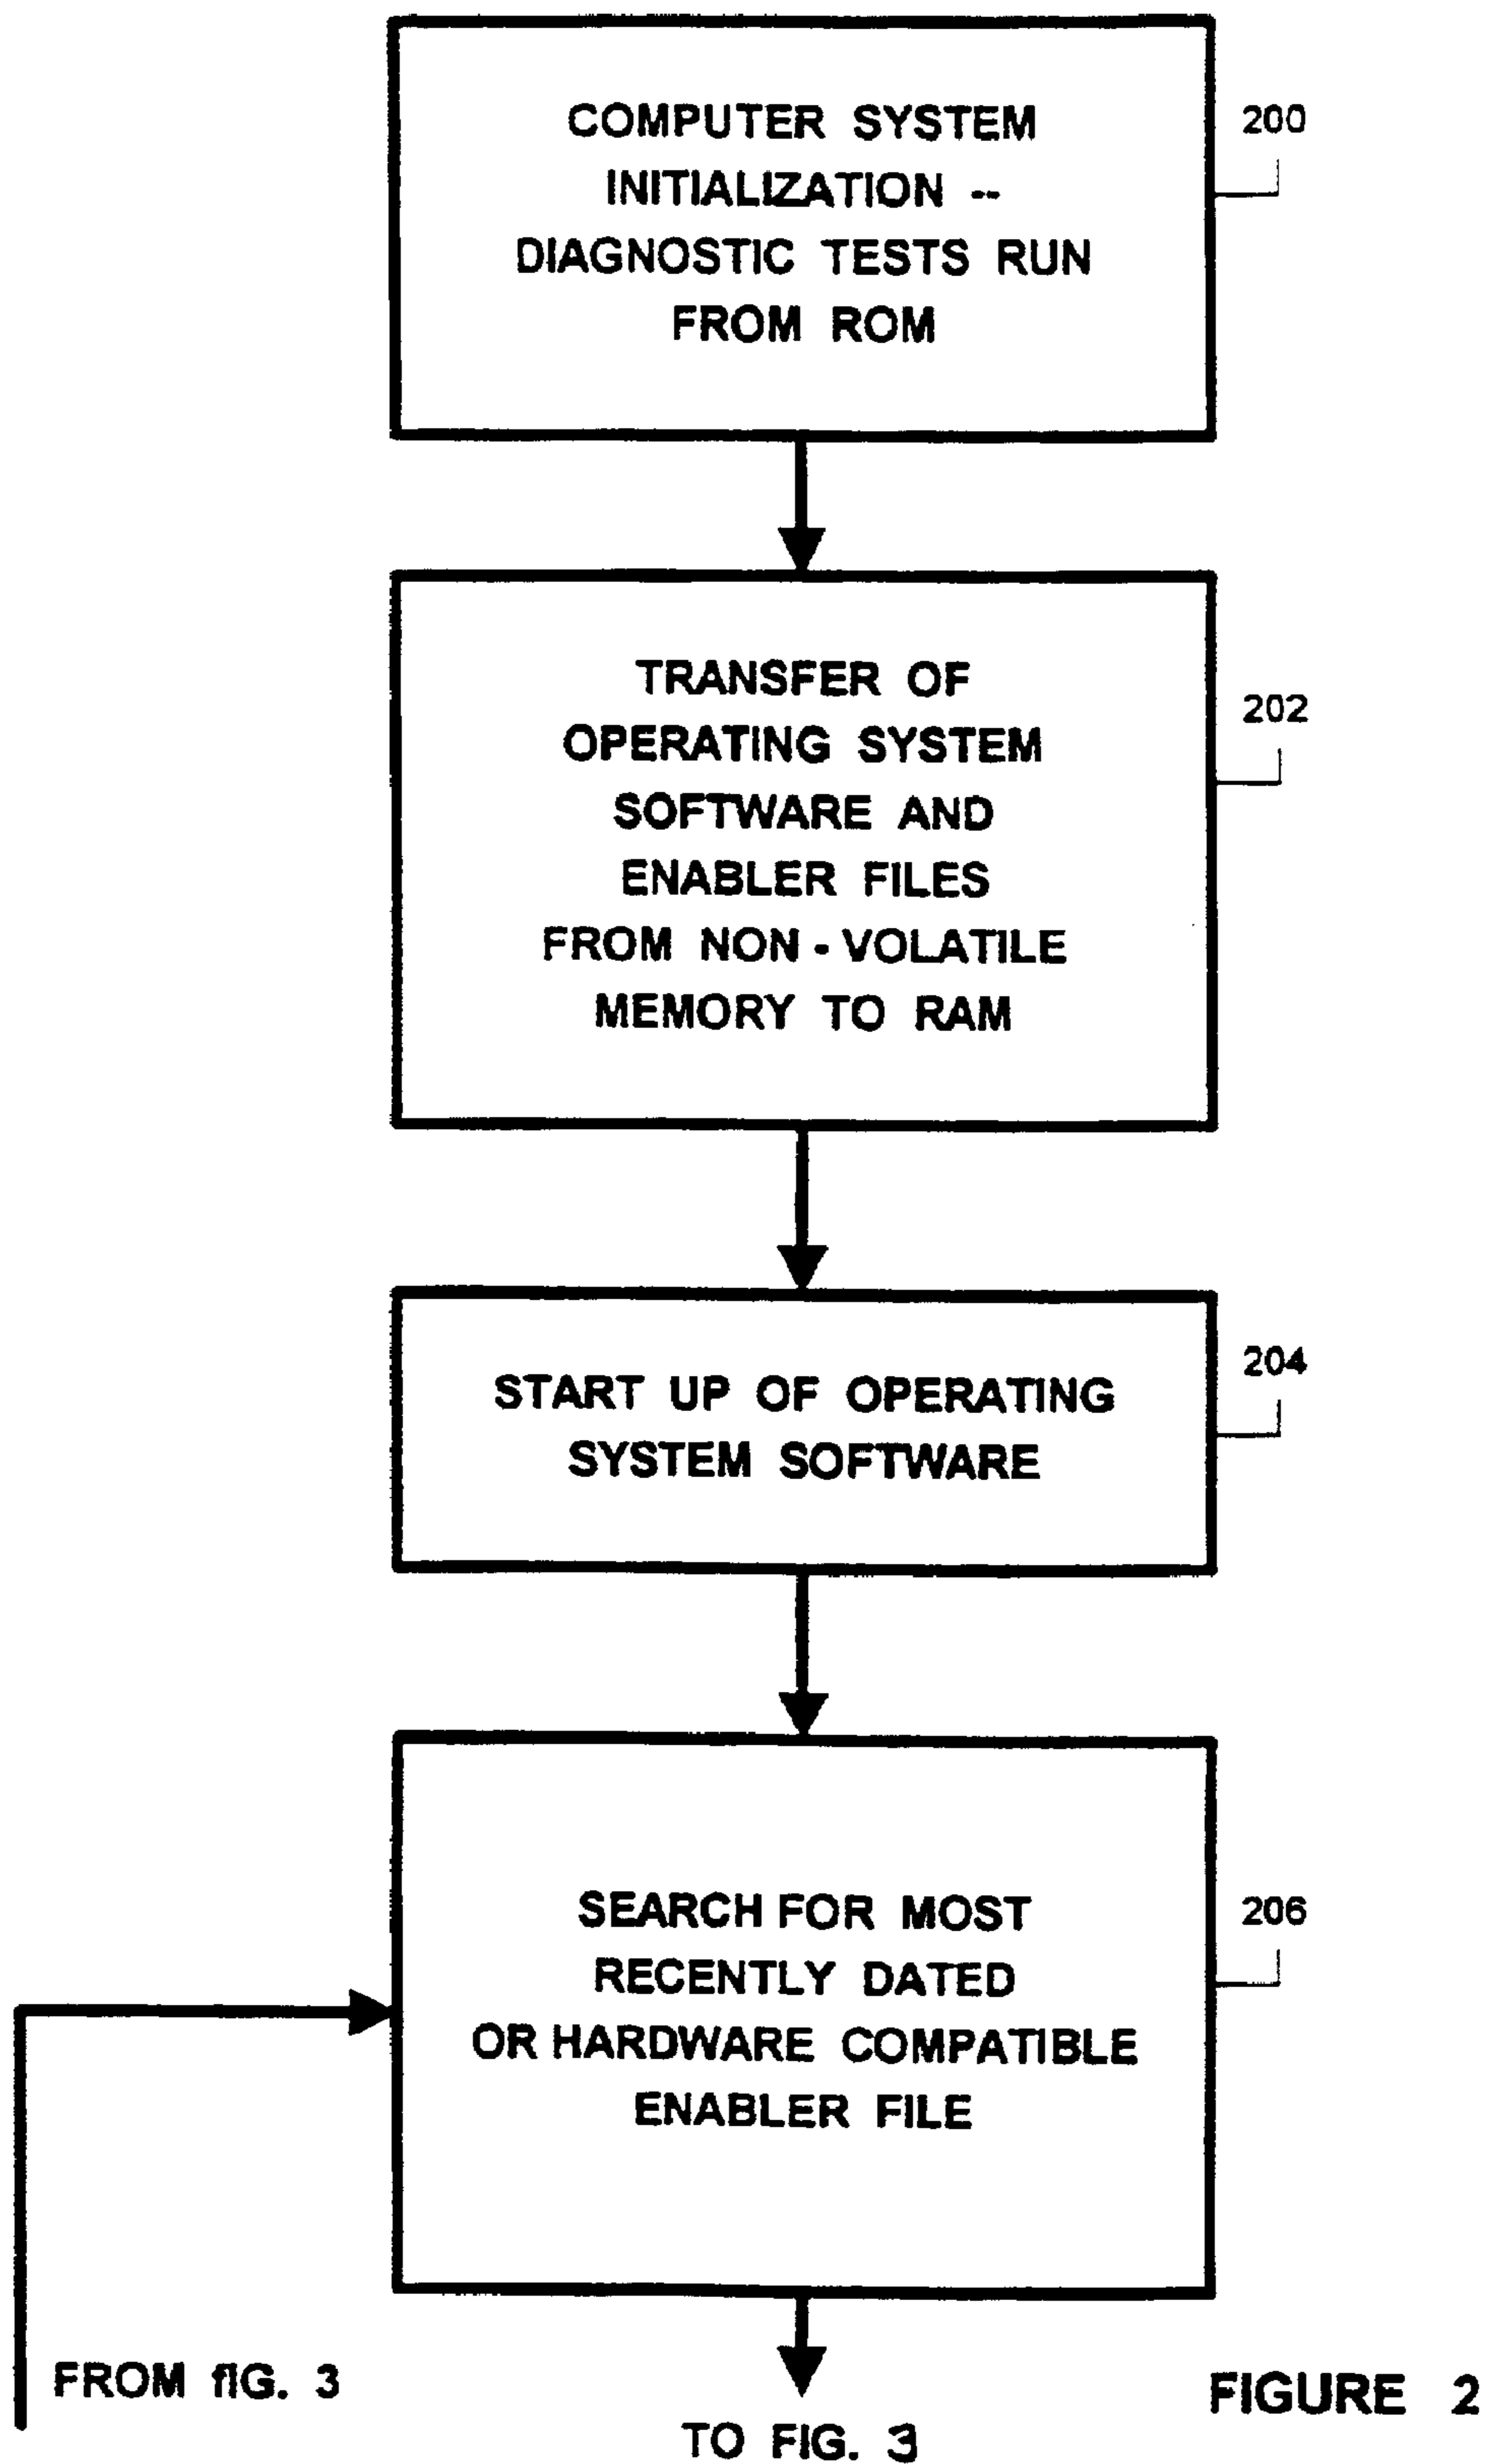 COMPUTER SYSTEM
INITIALIZATION --
DIAGNOSTIC TESTS RUN
FROM ROM
200
TRANSFER OF
OPERATING SYSTEM
SOFTWARE AND
ENABLER FILES
FROM NON - VOLATILE
MEMORY TO RAM
202
START UP OF OPERATING
SYSTEM SOFTWARE
204
SEARCH FOR MOST
RECENTLY DATED
OR HARDWARE COMPATIBLE
ENABLER FILE
206
FROM fIG. 3
TO FIG. 3
FIGURE 2